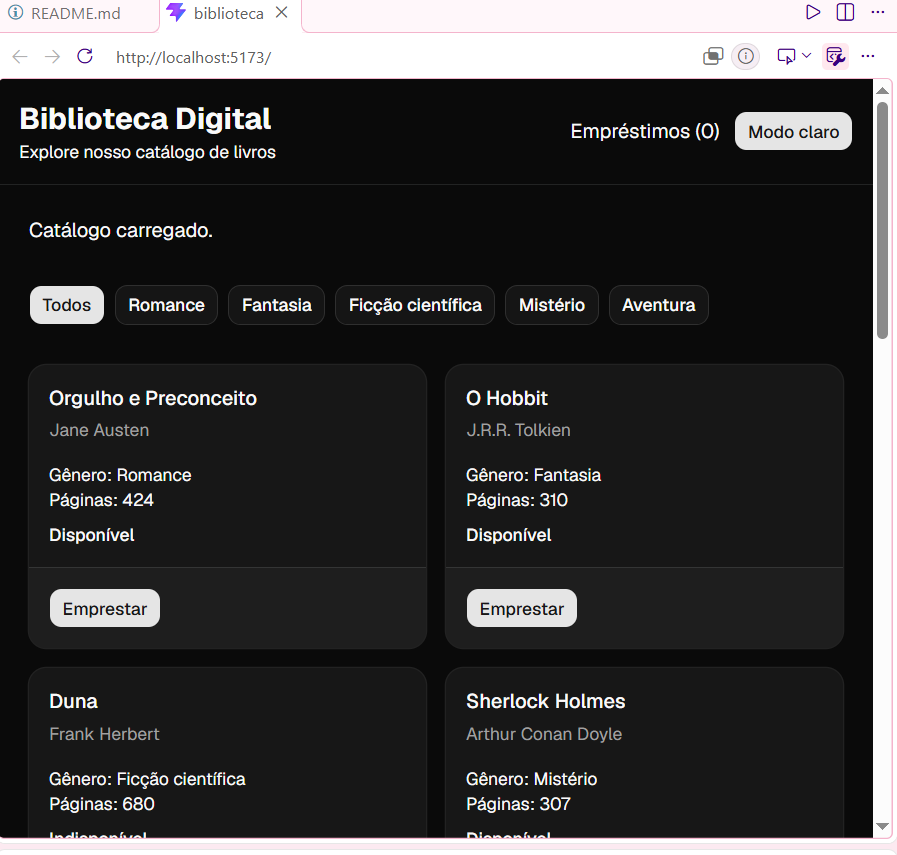 README.md
biblioteca
http://localhost:5173/
Biblioteca Digital
Explore nosso catálogo de livros
Empréstimos (0)
Modo claro
Catálogo carregado.
Todos Romance Fantasia Ficção científica Mistério Aventura
Orgulho e Preconceito
Jane Austen
Gênero: Romance
Páginas: 424
Disponível
Emprestar
O Hobbit
J.R.R. Tolkien
Gênero: Fantasia
Páginas: 310
Disponível
Emprestar
Duna
Frank Herbert
Gênero: Ficção científica
Páginas: 680
Indisponível
Sherlock Holmes
Arthur Conan Doyle
Gênero: Mistério
Páginas: 307
Disponível